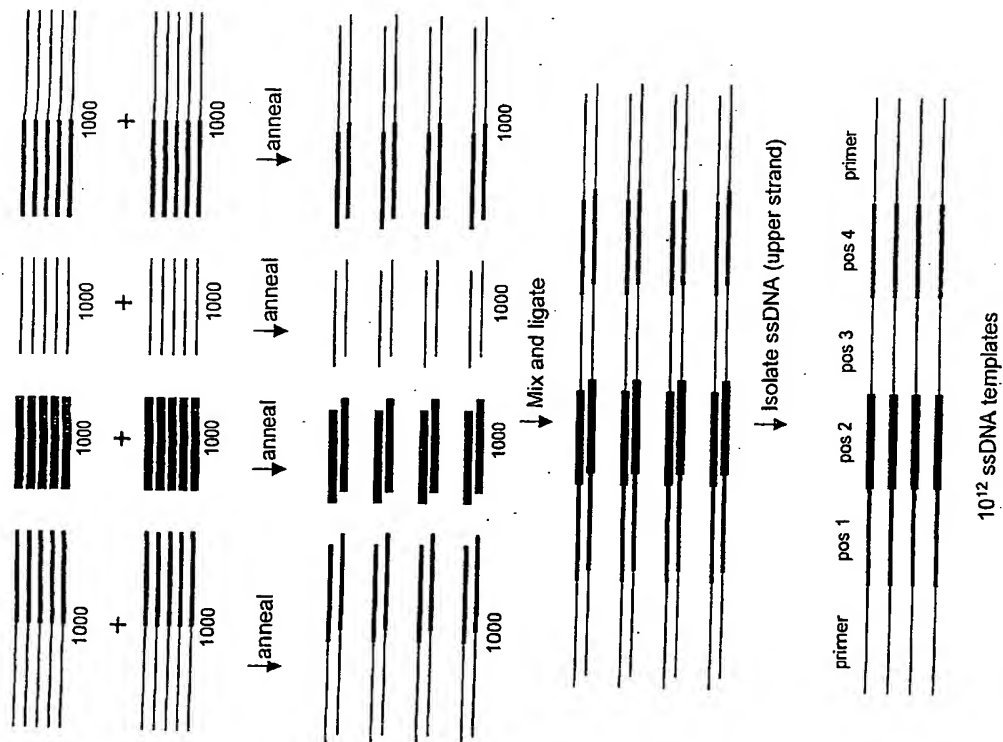 1000 1000 1000 1000
+ + + +
1000 1000 1000 1000
anneal anneal anneal anneal
1000 1000 1000 1000
Mix and ligate
Isolate ssDNA (upper strand)
primer pos 1 pos 2 pos 3 pos 4 primer
10¹² ssDNA templates